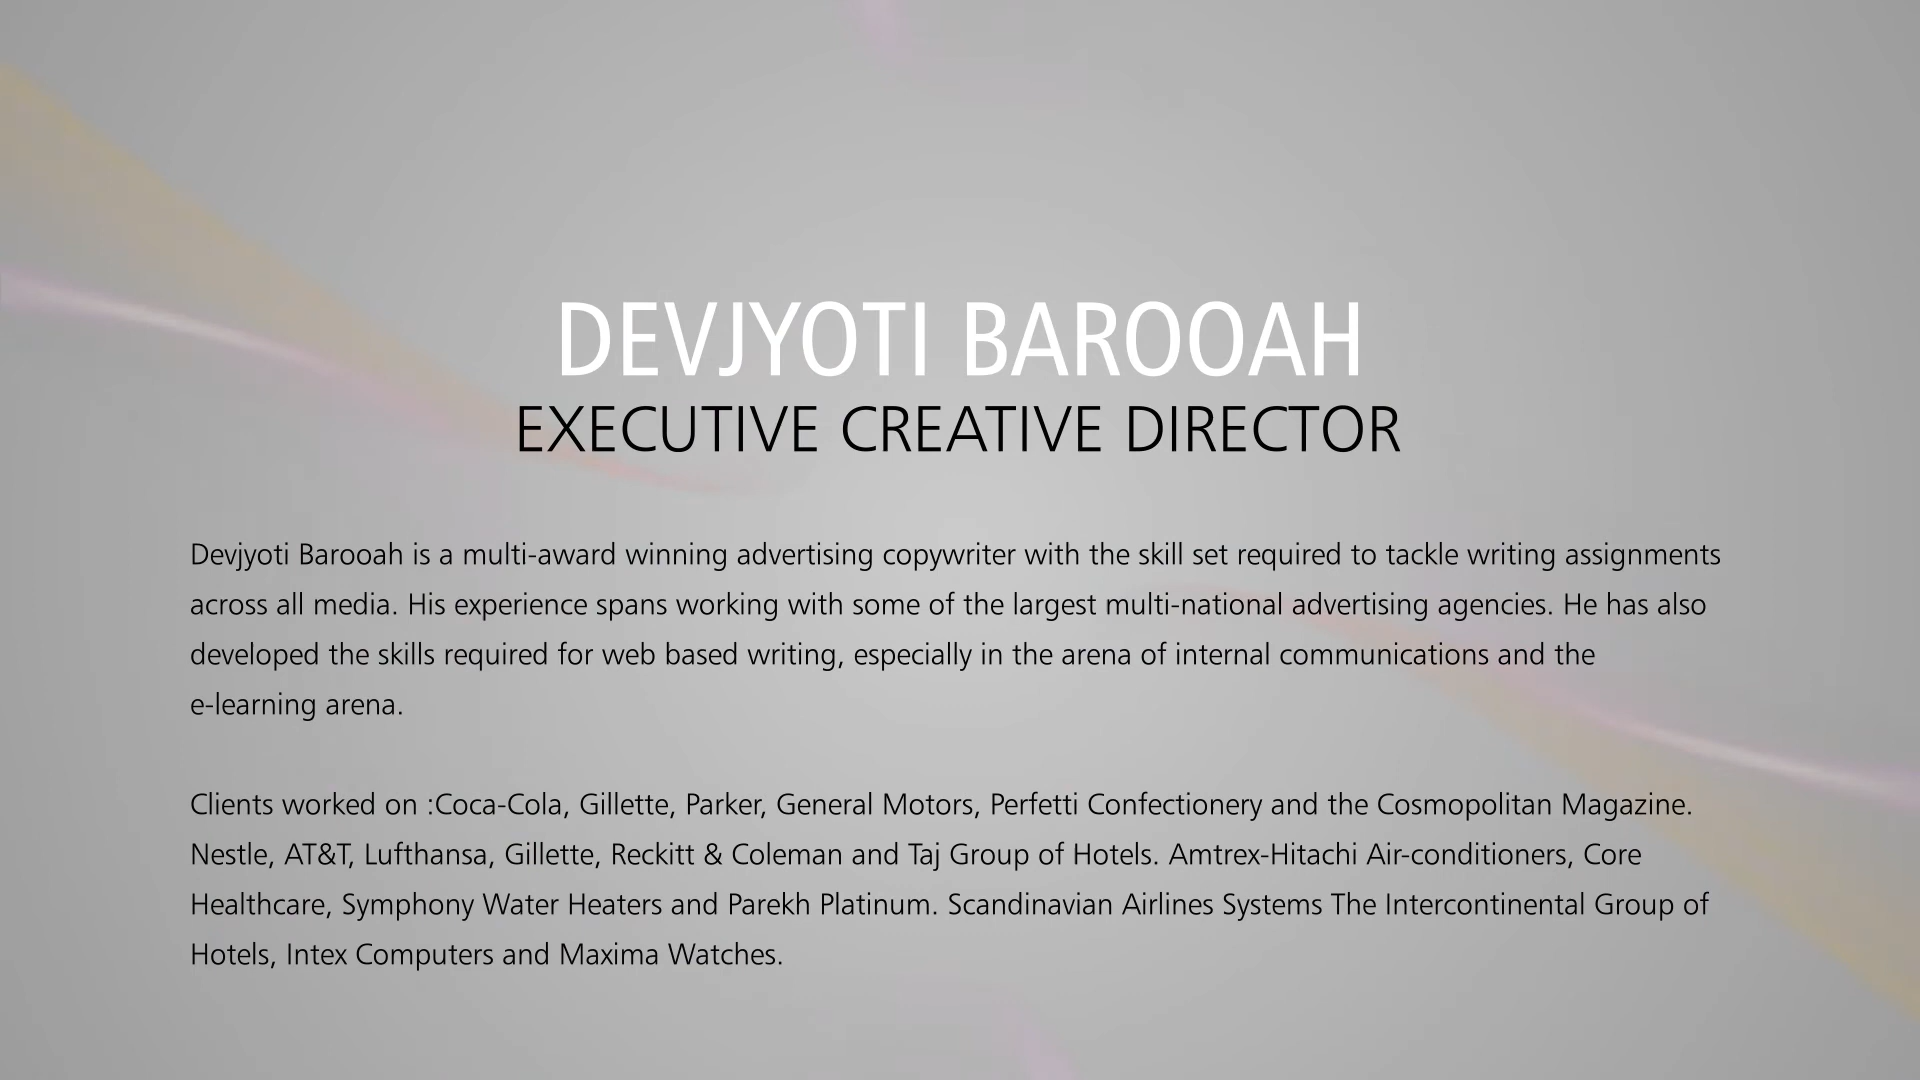 DEVJYOTI BAROOAH
EXECUTIVE CREATIVE DIRECTOR
Devjyoti Barooah is a multi-award winning advertising copywriter with the skill set required to tackle writing assignments
across all media. His experience spans working with some of the largest multi-national advertising agencies. He has also
developed the skills required for web based writing, especially in the arena of internal communications and the
e-learning arena.
Clients worked on :Coca-Cola, Gillette, Parker, General Motors, Perfetti Confectionery and the Cosmopolitan Magazine.
Nestle, AT&T, Lufthansa, Gillette, Reckitt & Coleman and Taj Group of Hotels. Amtrex-Hitachi Air-conditioners, Core
Healthcare, Symphony Water Heaters and Parekh Platinum. Scandinavian Airlines Systems The Intercontinental Group of
Hotels, Intex Computers and Maxima Watches.